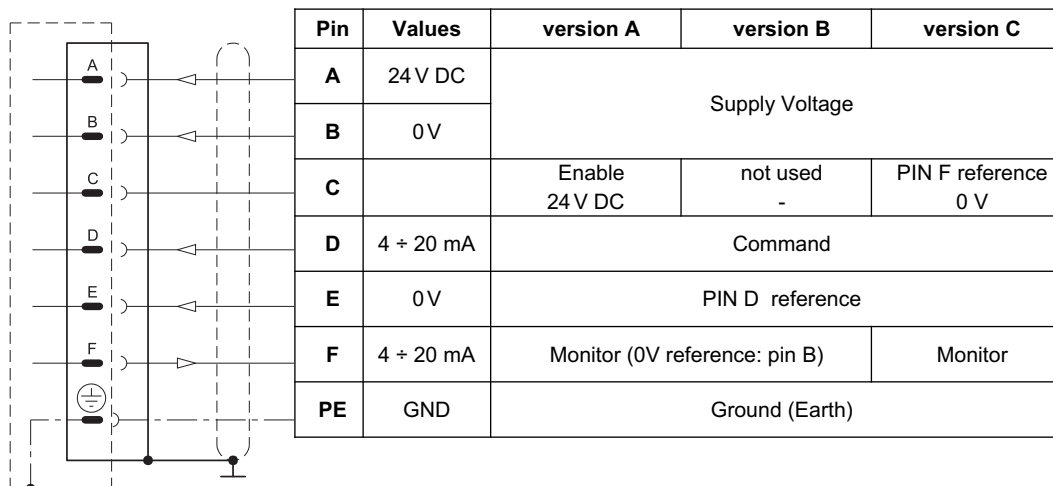 A
B
C
D
E
F
Pin Values version A version B version C
A 24 V DC
Supply Voltage
B 0 V
C Enable not used PIN F reference
24 V DC - 0 V
D 4 ÷ 20 mA Command
E 0 V PIN D reference
F 4 ÷ 20 mA Monitor (0V reference: pin B) Monitor
PE GND Ground (Earth)